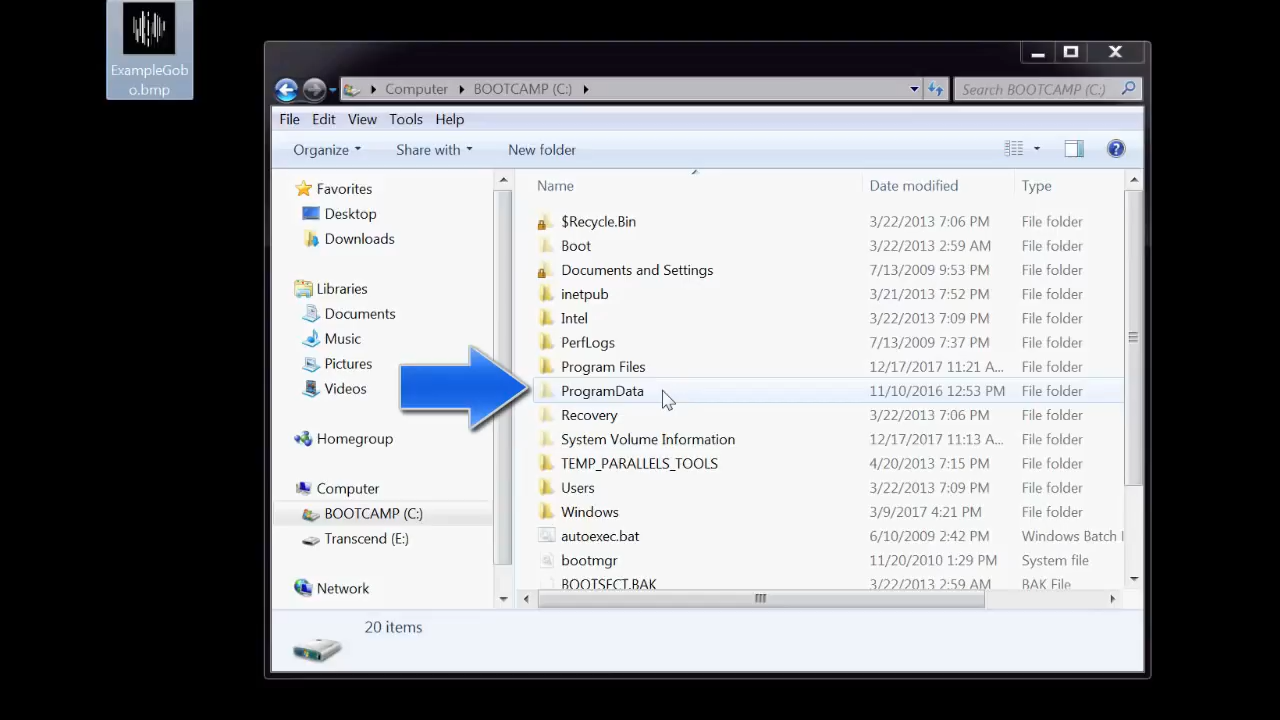 ExampleGob
o.bmp
Computer BOOTCAMP (C:)
Search BOOTCAMP (C:)
File Edit View Tools Help
Organize Share with New folder
Favorites
Desktop
Downloads
Libraries
Documents
Music
Pictures
Videos
Homegroup
Computer
BOOTCAMP (C:)
Transcend (E:)
Network
Name Date modified Type
$Recycle.Bin 3/22/2013 7:06 PM File folder
Boot 3/22/2013 2:59 AM File folder
Documents and Settings 7/13/2009 9:53 PM File folder
inetpub 3/21/2013 7:52 PM File folder
Intel 3/22/2013 7:09 PM File folder
PerfLogs 7/13/2009 7:37 PM File folder
Program Files 12/17/2017 11:21 A... File folder
ProgramData 11/10/2016 12:53 PM File folder
Recovery 3/22/2013 7:06 PM File folder
System Volume Information 12/17/2017 11:13 A... File folder
TEMP_PARALLELS_TOOLS 4/20/2013 7:15 PM File folder
Users 3/22/2013 7:09 PM File folder
Windows 3/9/2017 4:21 PM File folder
autoexec.bat 6/10/2009 2:42 PM Windows Batch
bootmgr 11/20/2010 1:29 PM System file
BOOTSECT.BAK 3/22/2013 2:59 AM BAK File
20 items